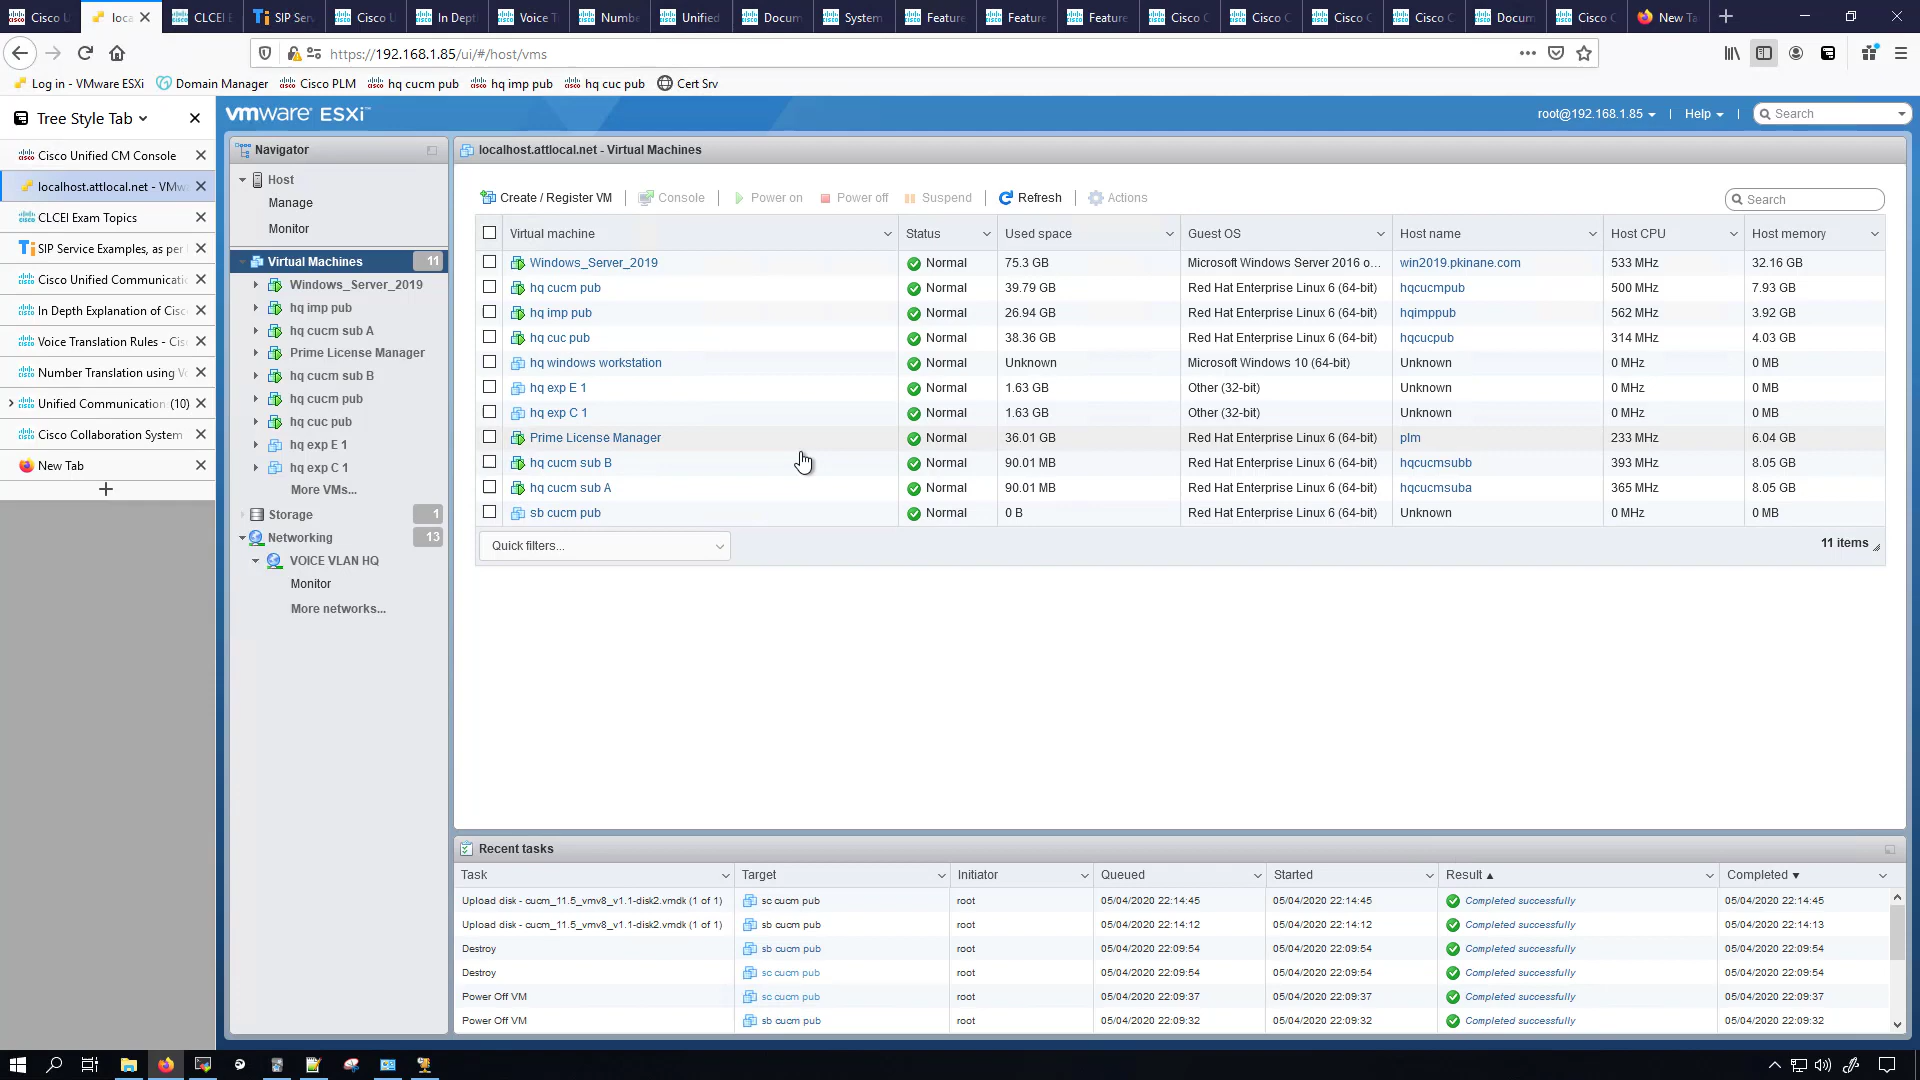 Cisco U
loca
CLCEI E
SIP Serv
Cisco U
In Dept
Voice T
Numbe
Unified
Docum
System
Feature
Feature
Feature
Cisco C
Cisco C
Cisco C
Cisco C
Docum
Cisco C
New Ta
https://192.168.1.85/ui/#/host/vms
Log in - VMware ESXi
Domain Manager
Cisco PLM
hq cucm pub
hq imp pub
hq cuc pub
Cert Srv
Tree Style Tab
Cisco Unified CM Console
localhost.attlocal.net - VMw
CLCEI Exam Topics
SIP Service Examples, as per
Cisco Unified Communicati
In Depth Explanation of Cisc
Voice Translation Rules - Cis
Number Translation using Vo
Unified Communication (10)
Cisco Collaboration System
New Tab
vmware ESXi™
root@192.168.1.85 | Help | Search
Navigator
Host
Manage
Monitor
Virtual Machines 11
Windows_Server_2019
hq imp pub
hq cucm sub A
Prime License Manager
hq cucm sub B
hq cucm pub
hq cuc pub
hq exp E 1
hq exp C 1
More VMs...
Storage 1
Networking 13
VOICE VLAN HQ
Monitor
More networks...
localhost.attlocal.net - Virtual Machines
Create / Register VM | Console | Power on Power off Suspend | Refresh | Actions
Search
Virtual machine Status Used space Guest OS Host name Host CPU Host memory
Windows_Server_2019 Normal 75.3 GB Microsoft Windows Server 2016 o... win2019.pkinane.com 533 MHz 32.16 GB
hq cucm pub Normal 39.79 GB Red Hat Enterprise Linux 6 (64-bit) hqcucmpub 500 MHz 7.93 GB
hq imp pub Normal 26.94 GB Red Hat Enterprise Linux 6 (64-bit) hqimppub 562 MHz 3.92 GB
hq cuc pub Normal 38.36 GB Red Hat Enterprise Linux 6 (64-bit) hqcucpub 314 MHz 4.03 GB
hq windows workstation Normal Unknown Microsoft Windows 10 (64-bit) Unknown 0 MHz 0 MB
hq exp E 1 Normal 1.63 GB Other (32-bit) Unknown 0 MHz 0 MB
hq exp C 1 Normal 1.63 GB Other (32-bit) Unknown 0 MHz 0 MB
Prime License Manager Normal 36.01 GB Red Hat Enterprise Linux 6 (64-bit) plm 233 MHz 6.04 GB
hq cucm sub B Normal 90.01 MB Red Hat Enterprise Linux 6 (64-bit) hqcucmsubb 393 MHz 8.05 GB
hq cucm sub A Normal 90.01 MB Red Hat Enterprise Linux 6 (64-bit) hqcucmsuba 365 MHz 8.05 GB
sb cucm pub Normal 0 B Red Hat Enterprise Linux 6 (64-bit) Unknown 0 MHz 0 MB
Quick filters...
11 items
Recent tasks
Task Target Initiator Queued Started Result ▲ Completed ▼
Upload disk - cucm_11.5_vmv8_v1.1-disk2.vmdk (1 of 1) sc cucm pub root 05/04/2020 22:14:45 05/04/2020 22:14:45 Completed successfully 05/04/2020 22:14:45
Upload disk - cucm_11.5_vmv8_v1.1-disk2.vmdk (1 of 1) sb cucm pub root 05/04/2020 22:14:12 05/04/2020 22:14:12 Completed successfully 05/04/2020 22:14:13
Destroy sb cucm pub root 05/04/2020 22:09:54 05/04/2020 22:09:54 Completed successfully 05/04/2020 22:09:54
Destroy sc cucm pub root 05/04/2020 22:09:54 05/04/2020 22:09:54 Completed successfully 05/04/2020 22:09:54
Power Off VM sc cucm pub root 05/04/2020 22:09:37 05/04/2020 22:09:37 Completed successfully 05/04/2020 22:09:37
Power Off VM sb cucm pub root 05/04/2020 22:09:32 05/04/2020 22:09:32 Completed successfully 05/04/2020 22:09:32